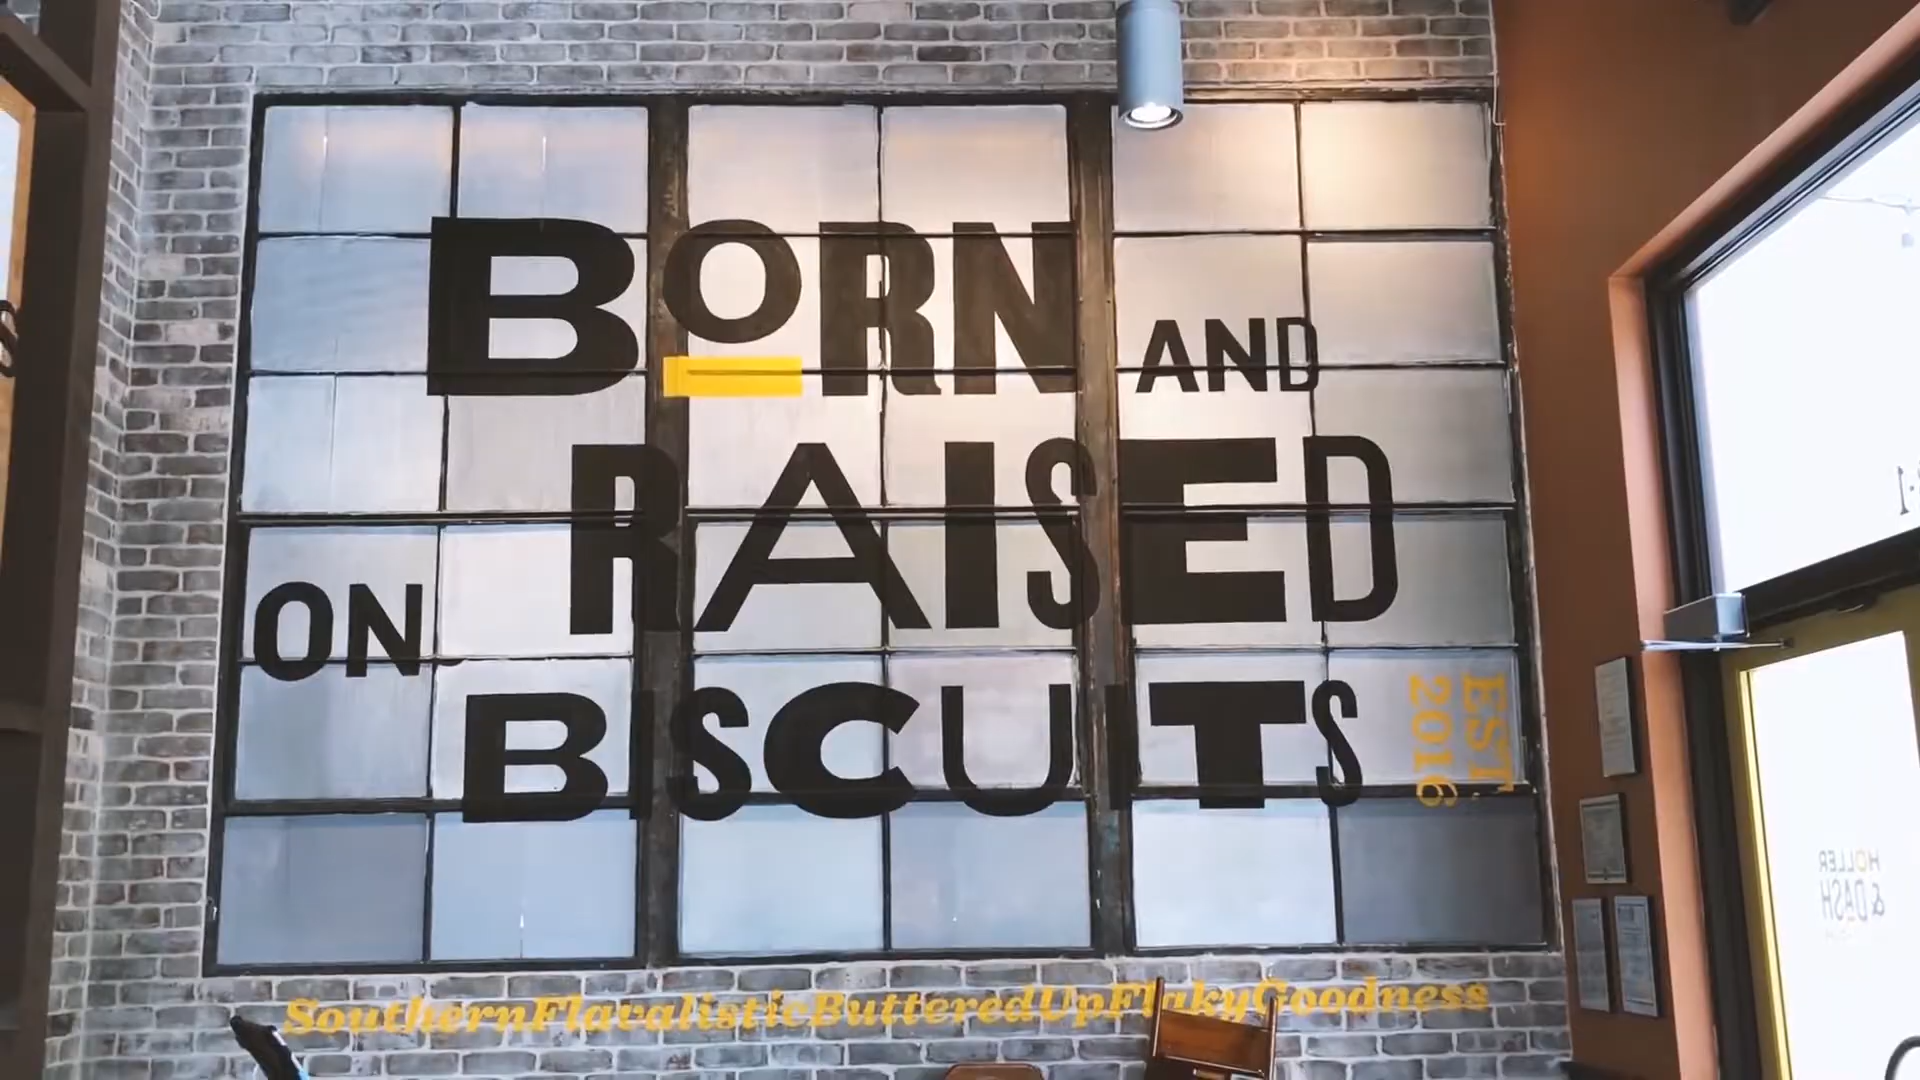 BORN AND
RAISED
ON
BISCUITS
EST.
2016
SouthernFlavalisticButteredUpFlakyGoodness
HOLLER
& DASH